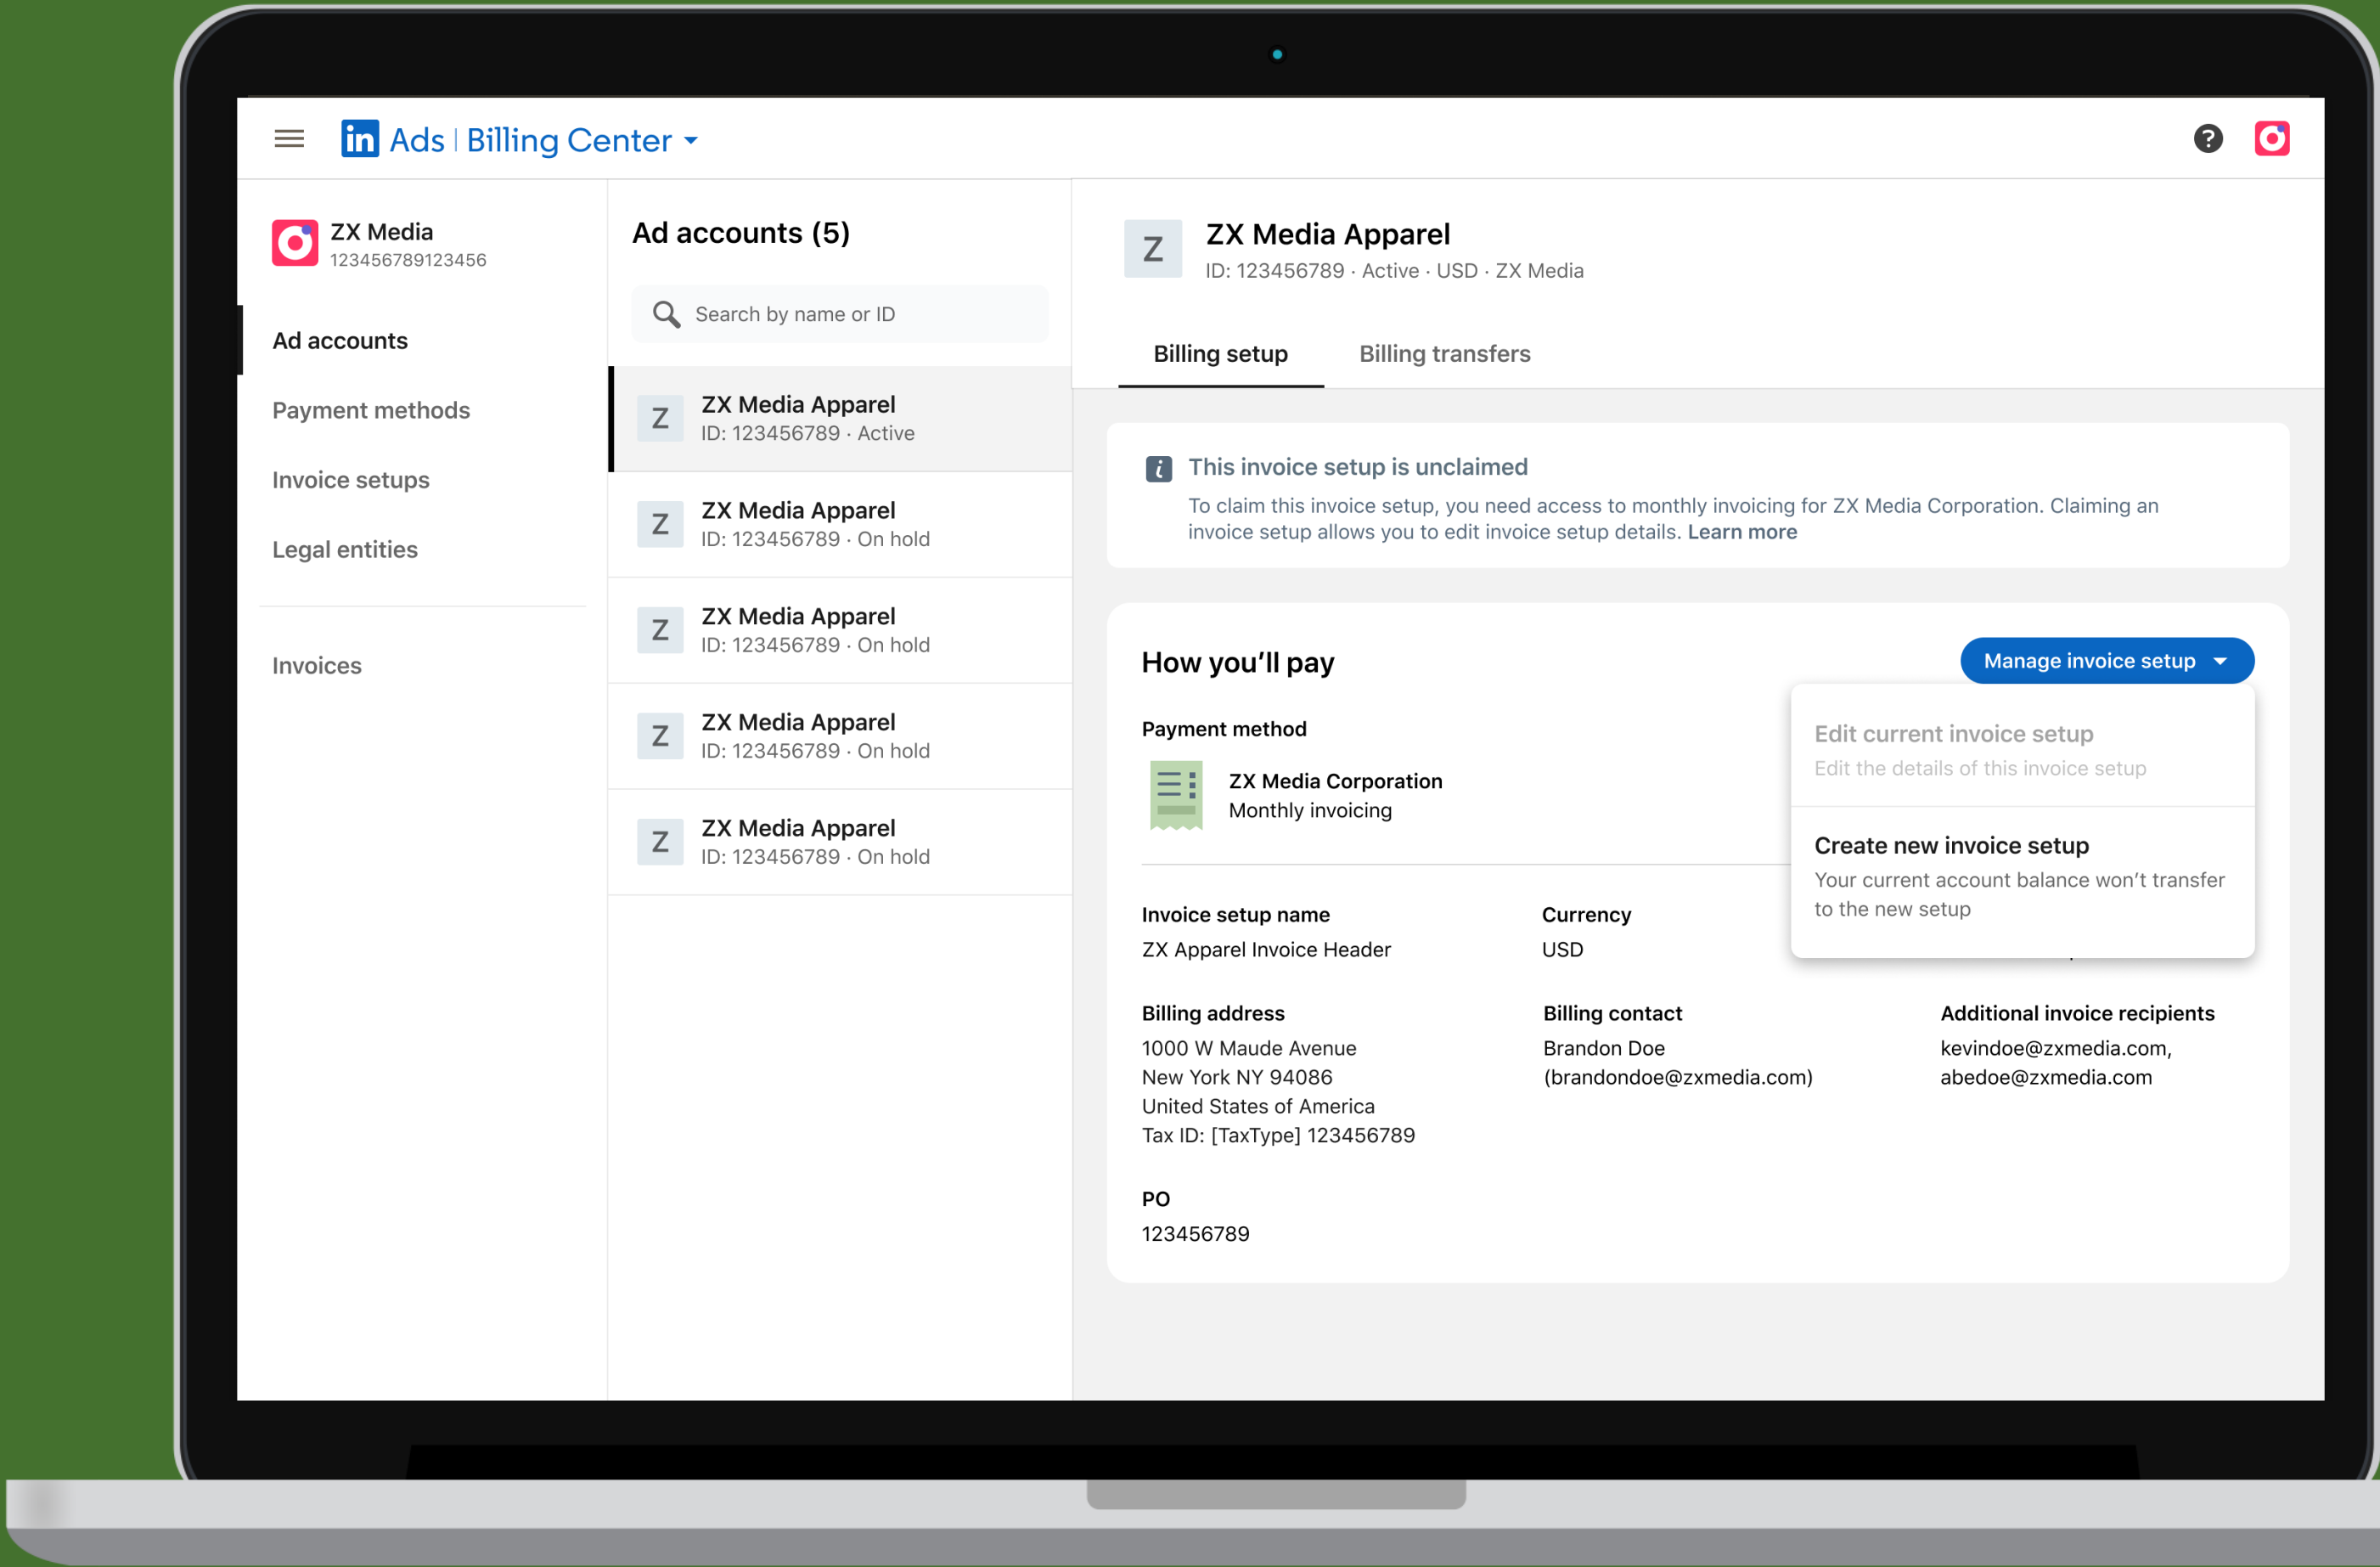 in Ads | Billing Center
?
ZX Media
123456789123456
Ad accounts
Payment methods
Invoice setups
Legal entities
Invoices
Ad accounts (5)
Search by name or ID
Z
ZX Media Apparel
ID: 123456789 · Active
Z
ZX Media Apparel
ID: 123456789 · On hold
Z
ZX Media Apparel
ID: 123456789 · On hold
Z
ZX Media Apparel
ID: 123456789 · On hold
Z
ZX Media Apparel
ID: 123456789 · On hold
Z
ZX Media Apparel
ID: 123456789 · Active · USD · ZX Media
Billing setup
Billing transfers
i
This invoice setup is unclaimed
To claim this invoice setup, you need access to monthly invoicing for ZX Media Corporation. Claiming an
invoice setup allows you to edit invoice setup details. Learn more
How you’ll pay
Manage invoice setup
Edit current invoice setup
Edit the details of this invoice setup
Create new invoice setup
Your current account balance won’t transfer
to the new setup
Payment method
ZX Media Corporation
Monthly invoicing
Invoice setup name
ZX Apparel Invoice Header
Currency
USD
Billing address
1000 W Maude Avenue
New York NY 94086
United States of America
Tax ID: [TaxType] 123456789
Billing contact
Brandon Doe
(brandondoe@zxmedia.com)
Additional invoice recipients
kevindoe@zxmedia.com,
abedoe@zxmedia.com
PO
123456789